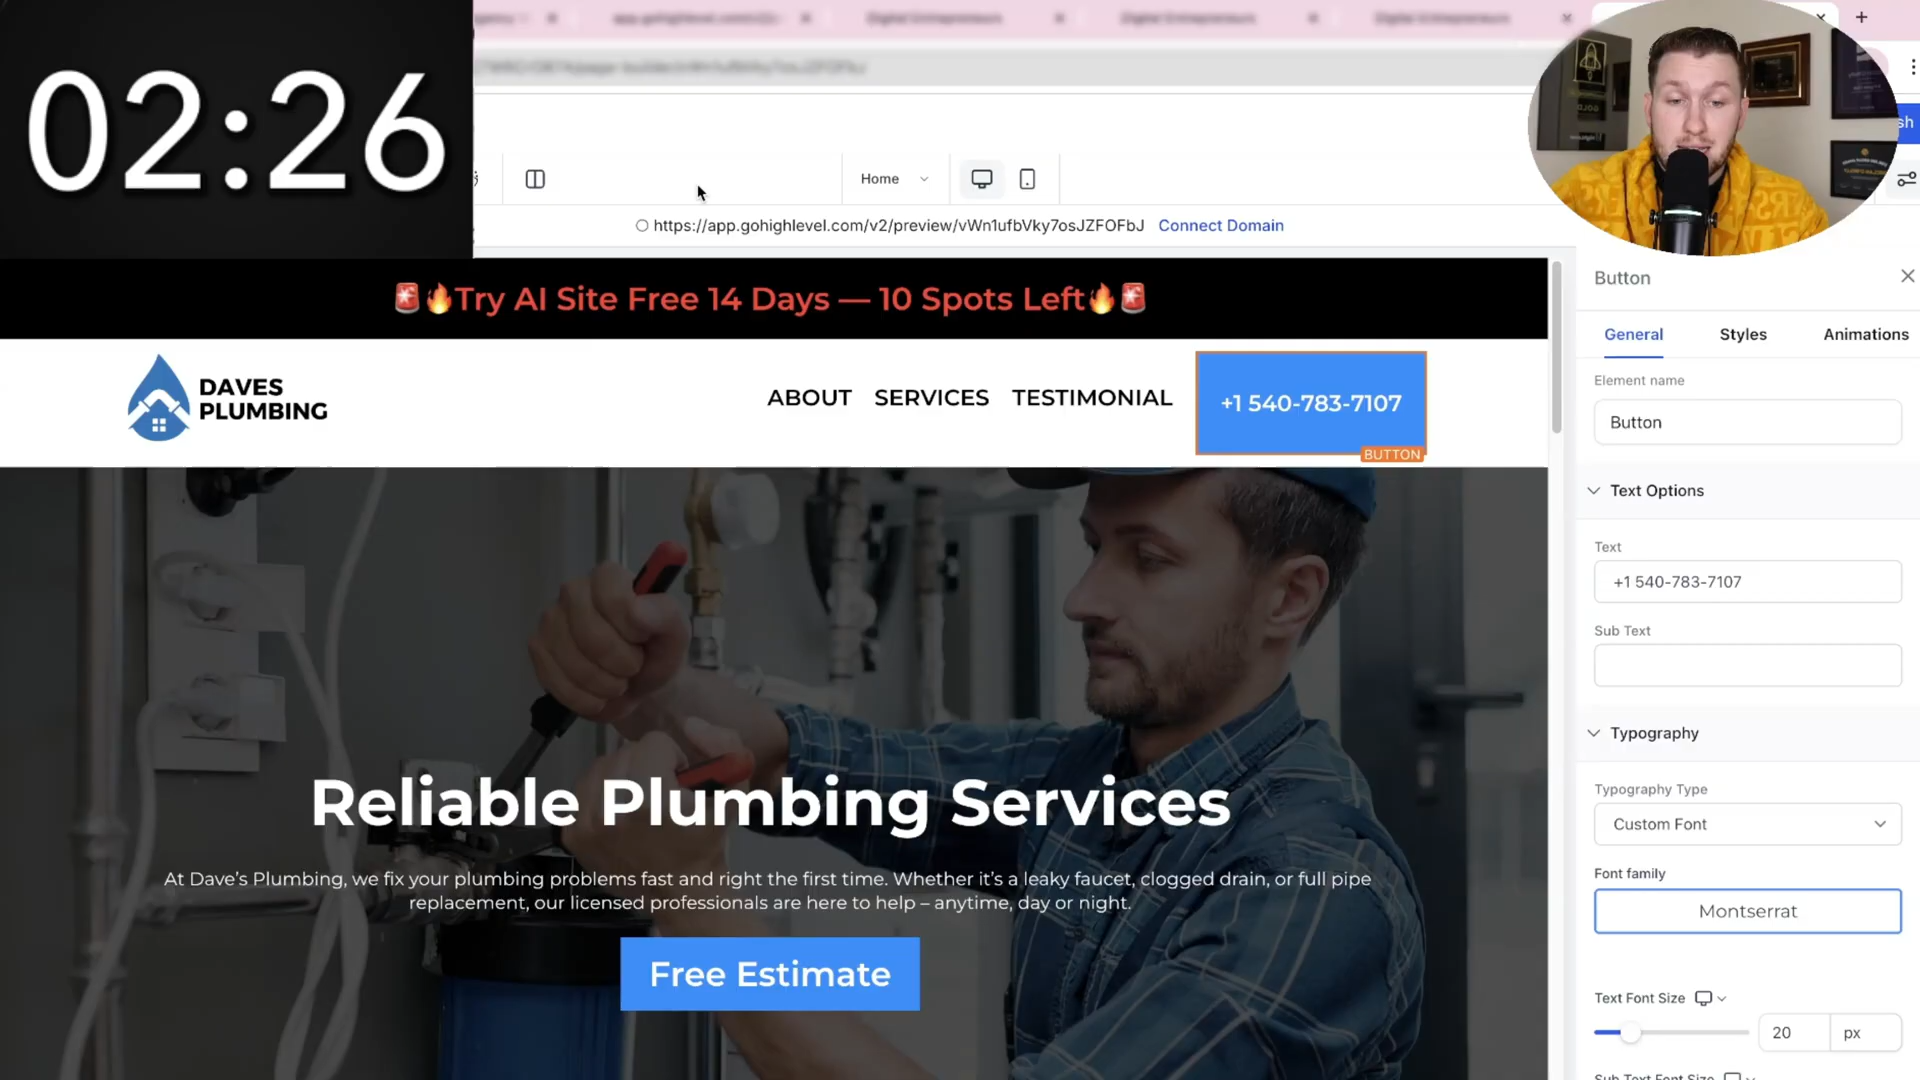 02:26
Home
https://app.gohighlevel.com/v2/preview/vWn1ufbVky7osJZFOFbJ Connect Domain
🚨🔥Try AI Site Free 14 Days — 10 Spots Left🔥🚨
DAVES
PLUMBING
ABOUT SERVICES TESTIMONIAL
+1 540-783-7107
BUTTON
Reliable Plumbing Services
At Dave's Plumbing, we fix your plumbing problems fast and right the first time. Whether it's a leaky faucet, clogged drain, or full pipe
replacement, our licensed professionals are here to help – anytime, day or night.
Free Estimate
Button
General Styles Animations
Element name
Button
Text Options
Text
+1 540-783-7107
Sub Text
Typography
Typography Type
Custom Font
Font family
Montserrat
Text Font Size
20 px
Sub Text Font Size